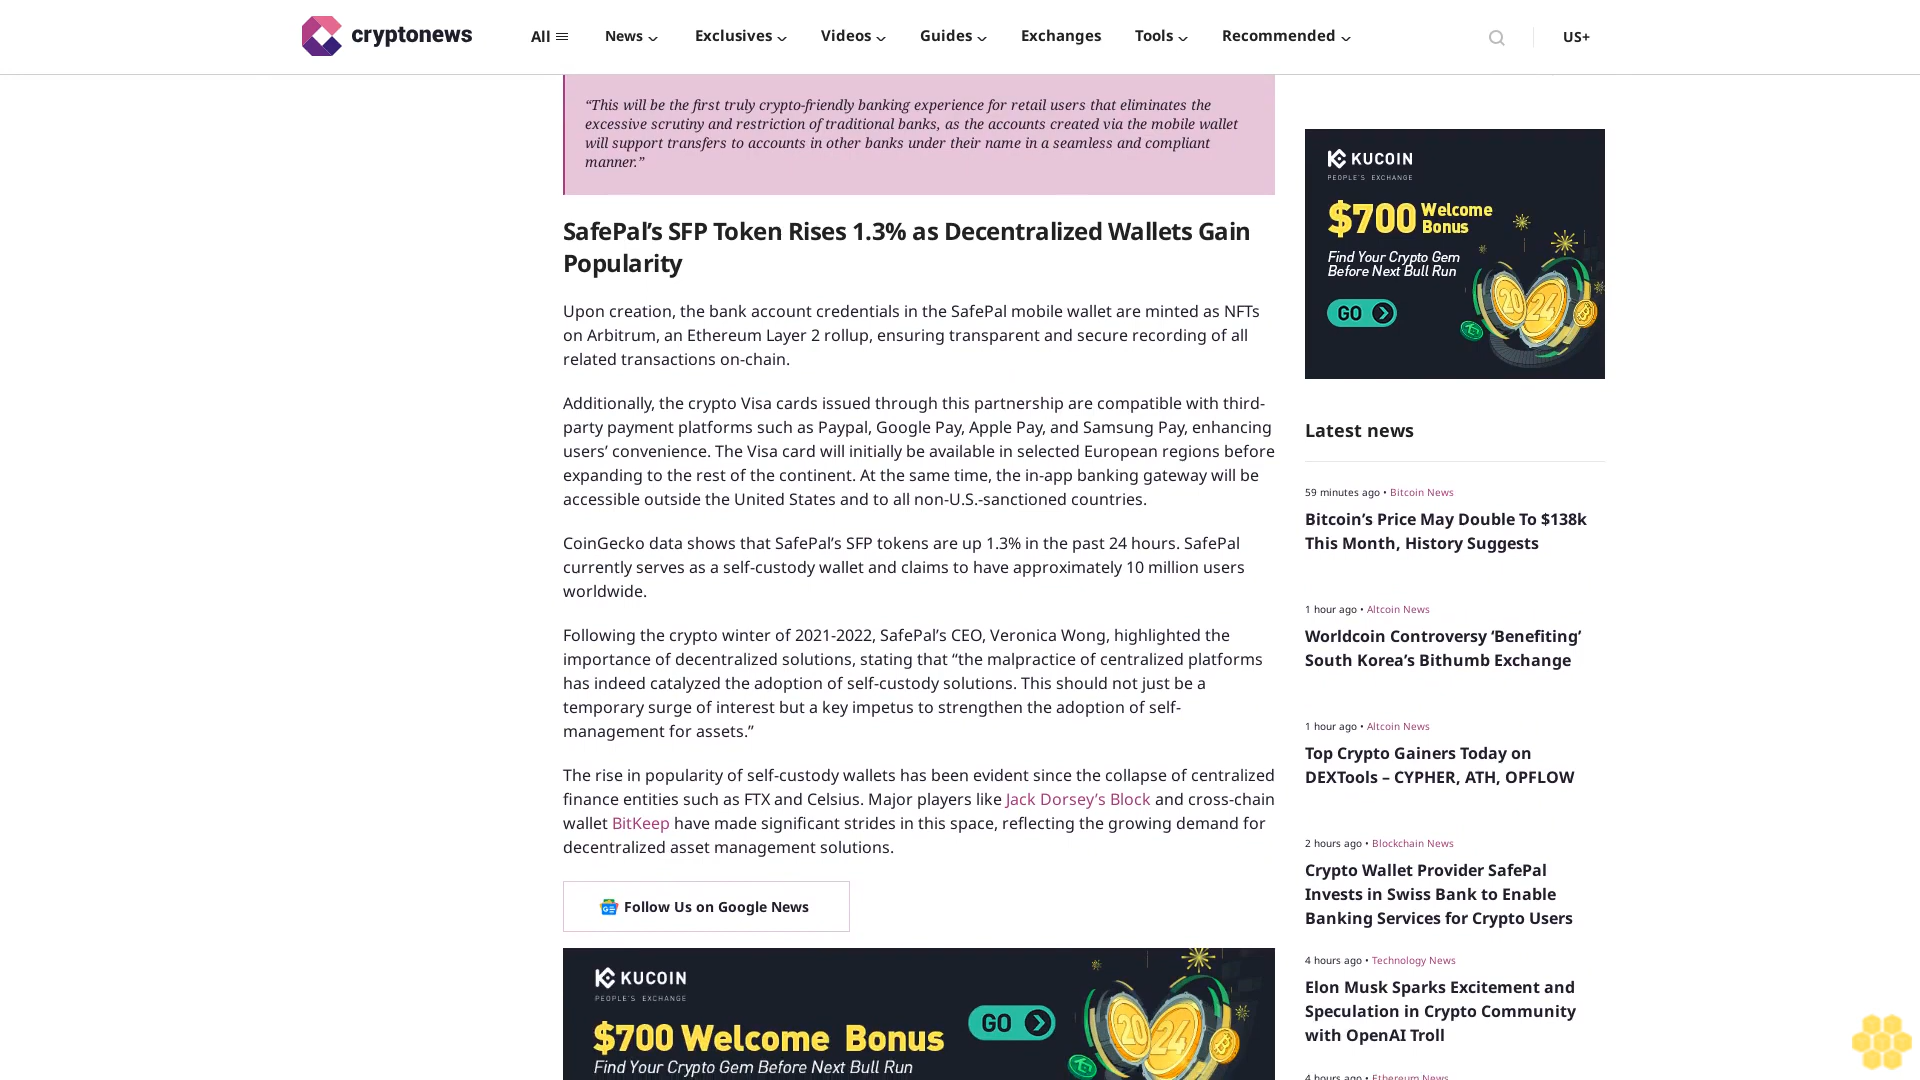 cryptonews
All
News
Exclusives
Videos
Guides
Exchanges
Tools
Recommended
US+
“This will be the first truly crypto-friendly banking experience for retail users that eliminates the
excessive scrutiny and restriction of traditional banks, as the accounts created via the mobile wallet
will support transfers to accounts in other banks under their name in a seamless and compliant
manner.”
SafePal’s SFP Token Rises 1.3% as Decentralized Wallets Gain
Popularity
Upon creation, the bank account credentials in the SafePal mobile wallet are minted as NFTs
on Arbitrum, an Ethereum Layer 2 rollup, ensuring transparent and secure recording of all
related transactions on-chain.
Additionally, the crypto Visa cards issued through this partnership are compatible with third-
party payment platforms such as Paypal, Google Pay, Apple Pay, and Samsung Pay, enhancing
users’ convenience. The Visa card will initially be available in selected European regions before
expanding to the rest of the continent. At the same time, the in-app banking gateway will be
accessible outside the United States and to all non-U.S.-sanctioned countries.
CoinGecko data shows that SafePal’s SFP tokens are up 1.3% in the past 24 hours. SafePal
currently serves as a self-custody wallet and claims to have approximately 10 million users
worldwide.
Following the crypto winter of 2021-2022, SafePal’s CEO, Veronica Wong, highlighted the
importance of decentralized solutions, stating that “the malpractice of centralized platforms
has indeed catalyzed the adoption of self-custody solutions. This should not just be a
temporary surge of interest but a key impetus to strengthen the adoption of self-
management for assets.”
The rise in popularity of self-custody wallets has been evident since the collapse of centralized
finance entities such as FTX and Celsius. Major players like Jack Dorsey’s Block and cross-chain
wallet BitKeep have made significant strides in this space, reflecting the growing demand for
decentralized asset management solutions.
Follow Us on Google News
KUCOIN
PEOPLE'S EXCHANGE
$700 Welcome Bonus
Find Your Crypto Gem Before Next Bull Run
GO
2024
KUCOIN
PEOPLE'S EXCHANGE
$700 Welcome
Bonus
Find Your Crypto Gem
Before Next Bull Run
GO
2024
Latest news
59 minutes ago • Bitcoin News
Bitcoin’s Price May Double To $138k
This Month, History Suggests
1 hour ago • Altcoin News
Worldcoin Controversy ‘Benefiting’
South Korea’s Bithumb Exchange
1 hour ago • Altcoin News
Top Crypto Gainers Today on
DEXTools – CYPHER, ATH, OPFLOW
2 hours ago • Blockchain News
Crypto Wallet Provider SafePal
Invests in Swiss Bank to Enable
Banking Services for Crypto Users
4 hours ago • Technology News
Elon Musk Sparks Excitement and
Speculation in Crypto Community
with OpenAI Troll
4 hours ago • Ethereum News